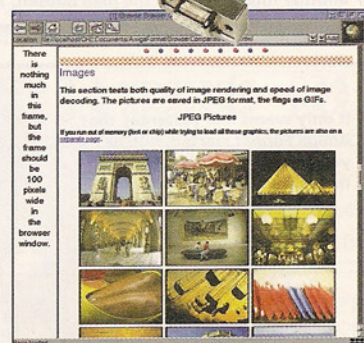 There
is
nothing
much
in
this
frame,
but
the
frame
should
be
100
pixels
wide
in
the
browser
window.
Images
This section tests both quality of image rendering and speed of image
decoding. The pictures are saved in JPEG format, the flags as GIFs.
JPEG Pictures
If you run out of memory (fast or chip) while trying to load all these graphics, the pictures are also on a
separate page.